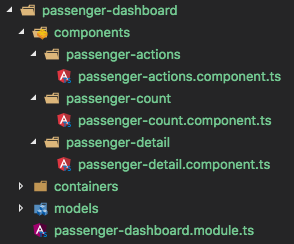 passenger-dashboard
components
passenger-actions
passenger-actions.component.ts
passenger-count
passenger-count.component.ts
passenger-detail
passenger-detail.component.ts
containers
models
passenger-dashboard.module.ts